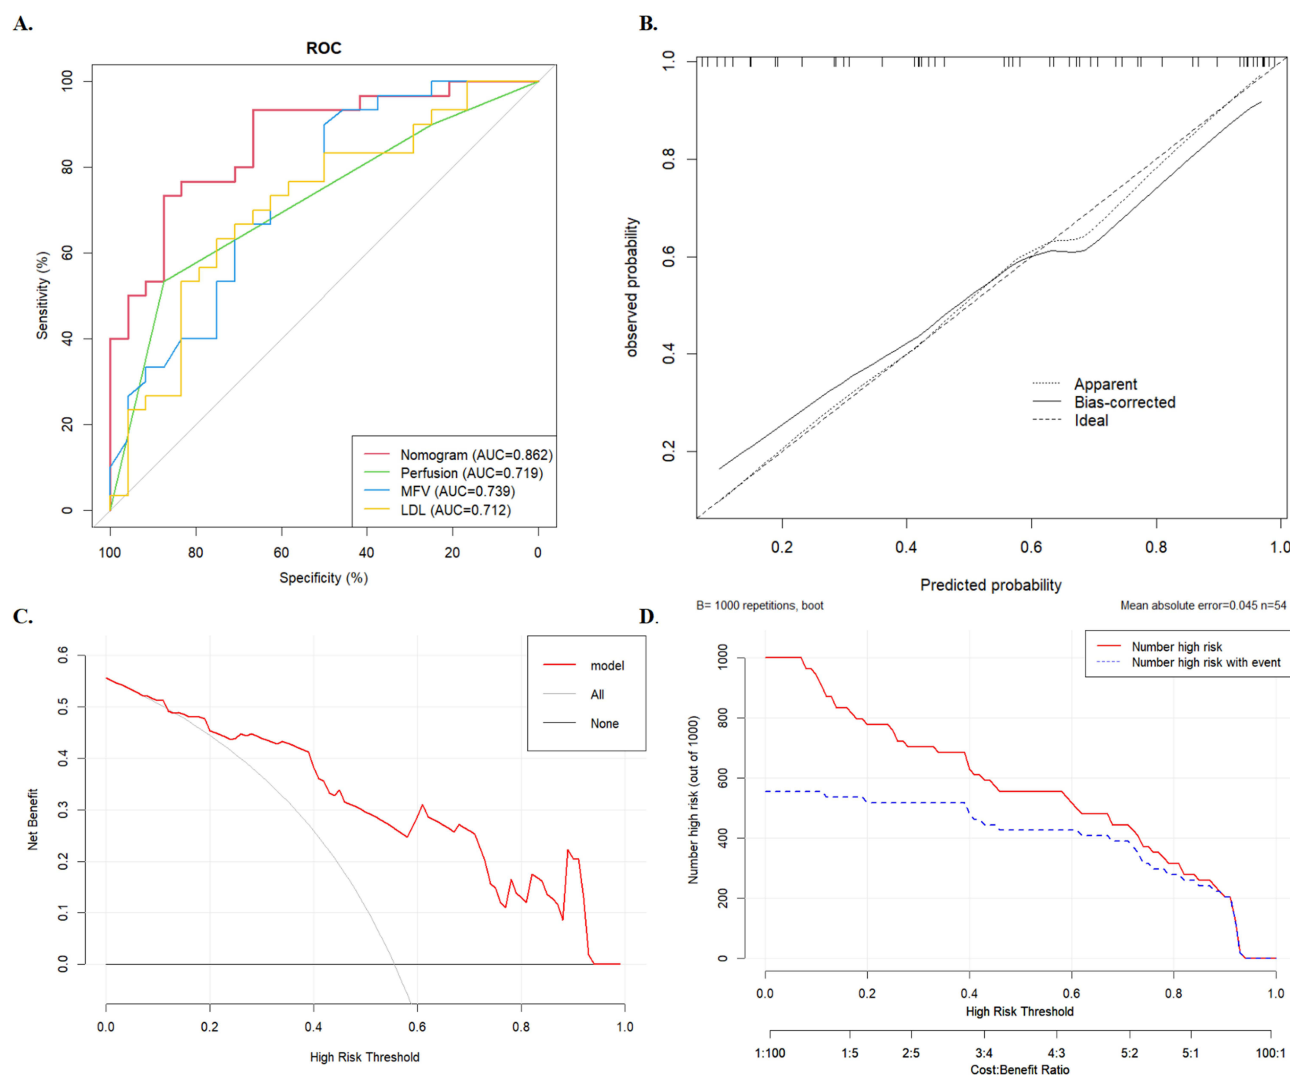 A.
ROC
100
80
60
40
20
0
Sensitivity (%)
Nomogram (AUC=0.862)
Perfusion (AUC=0.719)
MFV (AUC=0.739)
LDL (AUC=0.712)
100 80 60 40 20 0
Specificity (%)
B.
1.0
0.8
0.6
0.4
0.2
observed probability
Apparent
Bias-corrected
Ideal
0.2 0.4 0.6 0.8 1.0
Predicted probability
B= 1000 repetitions, boot
Mean absolute error=0.045 n=54
C.
0.6
0.5
0.4
0.3
0.2
0.1
0.0
Net Benefit
model
All
None
0.0 0.2 0.4 0.6 0.8 1.0
High Risk Threshold
D.
1000
800
600
400
200
0
Number high risk (out of 1000)
Number high risk
Number high risk with event
0.0 0.2 0.4 0.6 0.8 1.0
High Risk Threshold
1:100 1:5 2:5 3:4 4:3 5:2 5:1 100:1
Cost:Benefit Ratio